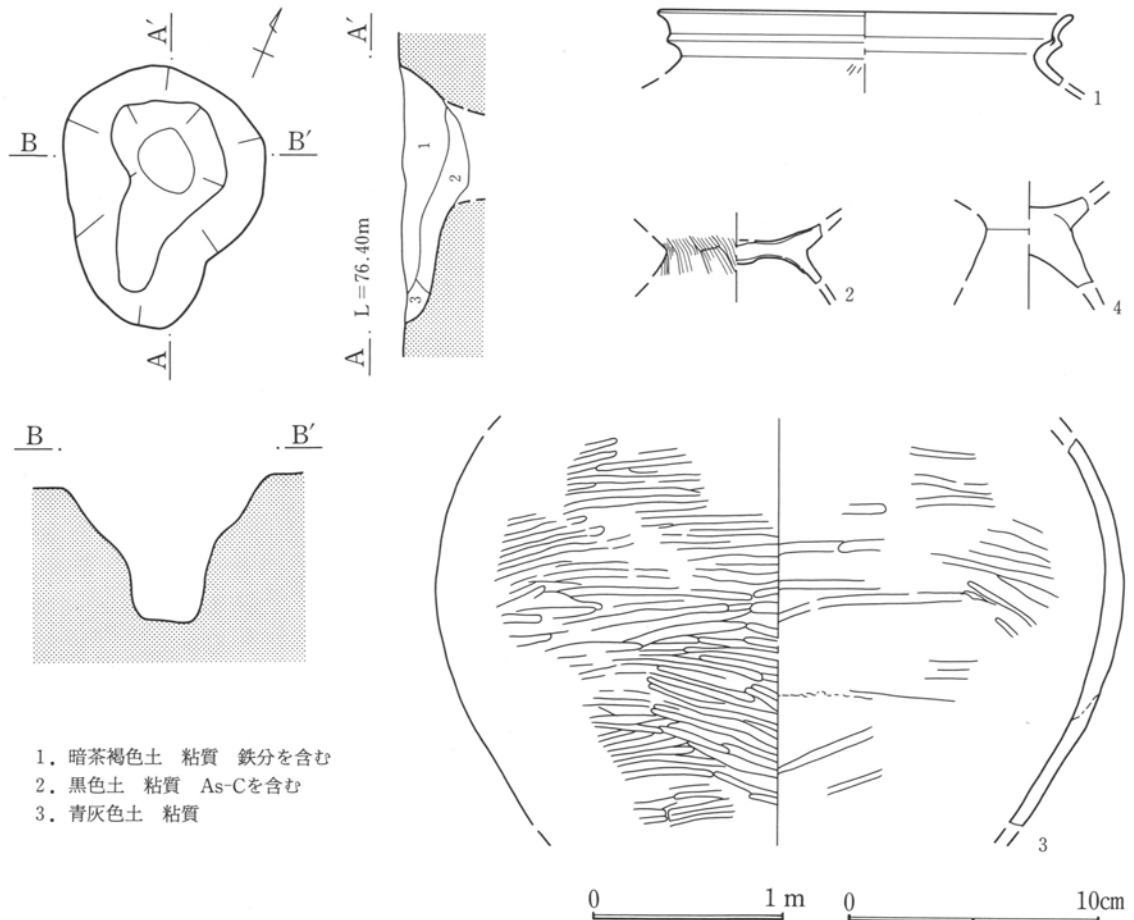 A′
A′
B
B′
1
2
3
L=76.40m
A
A
1
2
4
B
B′
3
1. 暗茶褐色土 粘質 鉄分を含む
2. 黒色土 粘質 As-Cを含む
3. 青灰色土 粘質
0 1 m
0 10cm